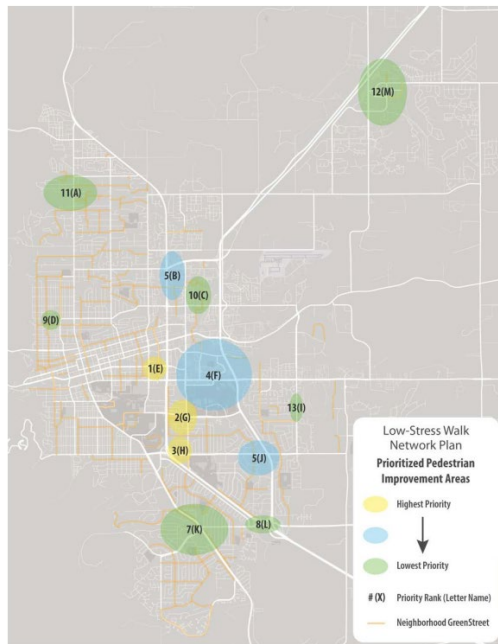 12(M)
11(A)
5(B)
10(C)
9(D)
1(E)
4(F)
2(G)
13(I)
3(H)
5(J)
7(K)
8(L)
Low-Stress Walk
Network Plan
Prioritized Pedestrian
Improvement Areas
Highest Priority
Lowest Priority
# (X) Priority Rank (Letter Name)
Neighborhood GreenStreet